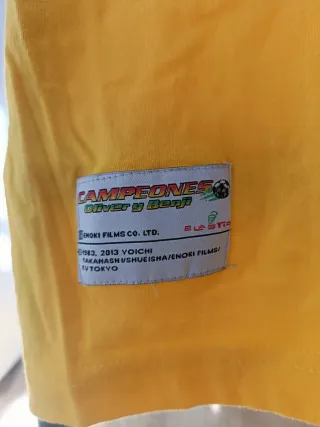 CAMPEONES
Oliver y Benji
ENOKI FILMS CO. LTD.
1983, 2013 YOICHI
TAKAHASHI/SHUEISHA/ENOKI FILMS/
TV TOKYO